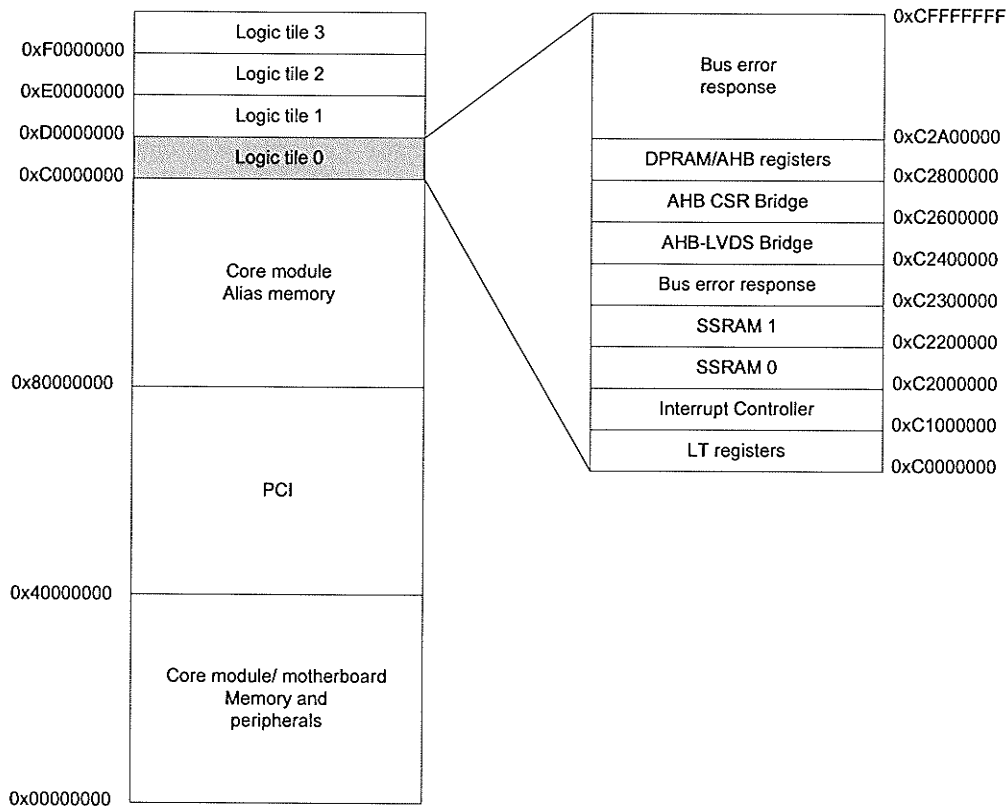 Logic tile 3
0xF0000000
Logic tile 2
0xE0000000
Logic tile 1
0xD0000000
Logic tile 0
0xC0000000
Core module
Alias memory
0x80000000
PCI
0x40000000
Core module/ motherboard
Memory and
peripherals
0x00000000
0xCFFFFFFF
Bus error
response
0xC2A00000
DPRAM/AHB registers
0xC2800000
AHB CSR Bridge
0xC2600000
AHB-LVDS Bridge
0xC2400000
Bus error response
0xC2300000
SSRAM 1
0xC2200000
SSRAM 0
0xC2000000
Interrupt Controller
0xC1000000
LT registers
0xC0000000